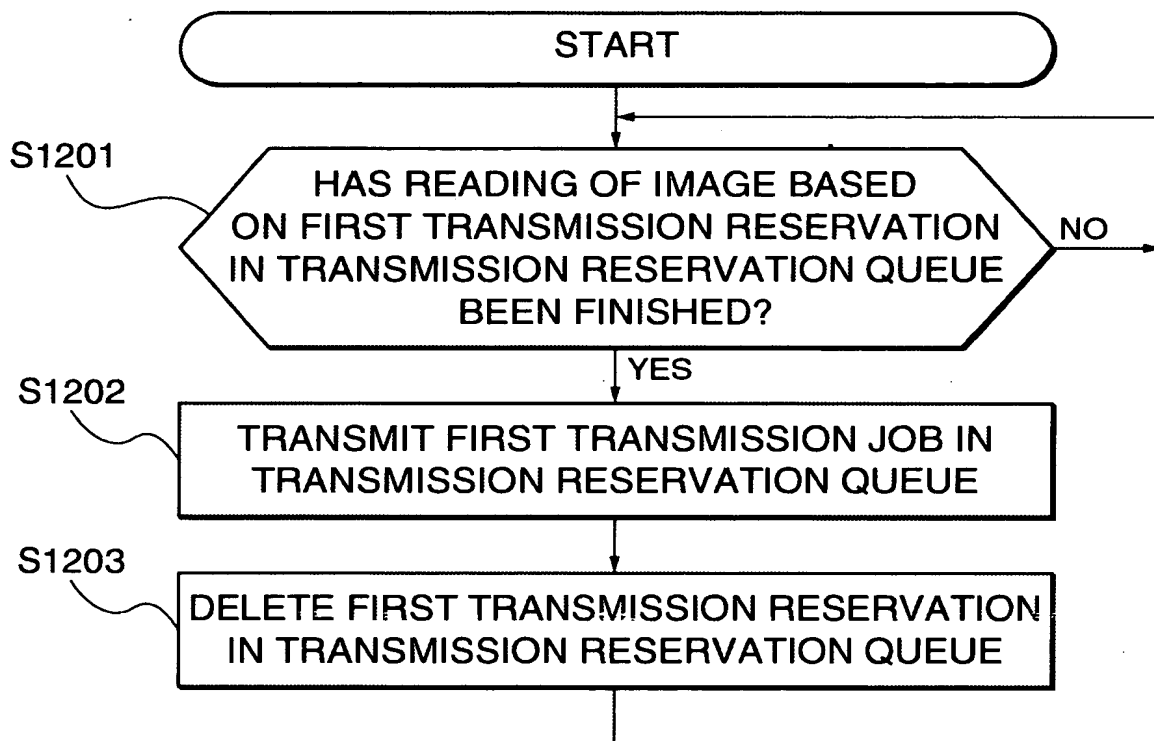 START
S1201
HAS READING OF IMAGE BASED
ON FIRST TRANSMISSION RESERVATION
IN TRANSMISSION RESERVATION QUEUE
BEEN FINISHED?
NO
YES
S1202
TRANSMIT FIRST TRANSMISSION JOB IN
TRANSMISSION RESERVATION QUEUE
S1203
DELETE FIRST TRANSMISSION RESERVATION
IN TRANSMISSION RESERVATION QUEUE